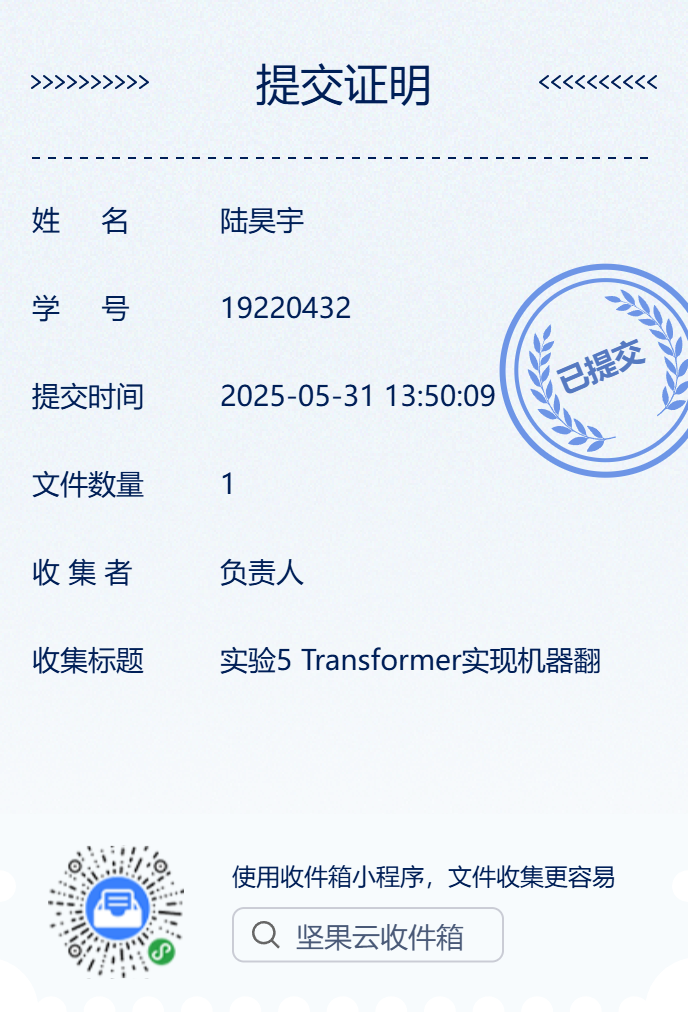 >>>>>>>>>> 提交证明 <<<<<<<<<<
姓 名 陆昊宇
学 号 19220432
提交时间 2025-05-31 13:50:09
已提交
文件数量 1
收 集 者 负责人
收集标题 实验5 Transformer实现机器翻
使用收件箱小程序，文件收集更容易
坚果云收件箱